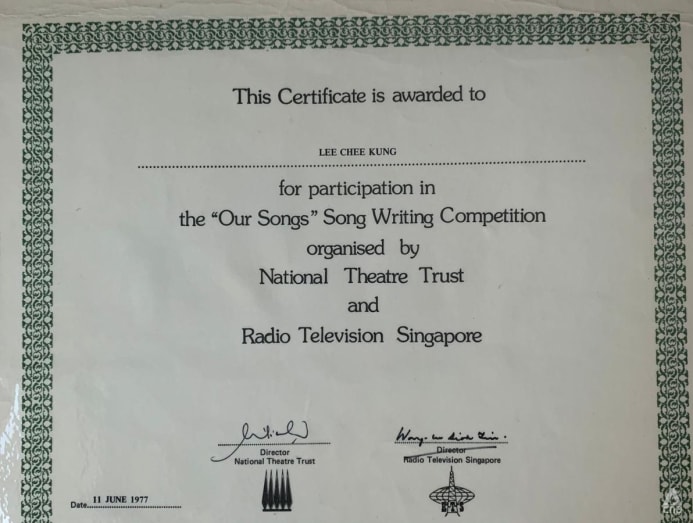 This Certificate is awarded to
LEE CHEE KUNG
for participation in
the “Our Songs” Song Writing Competition
organised by
National Theatre Trust
and
Radio Television Singapore
Director
National Theatre Trust
Director
Radio Television Singapore
Date 11 JUNE 1977